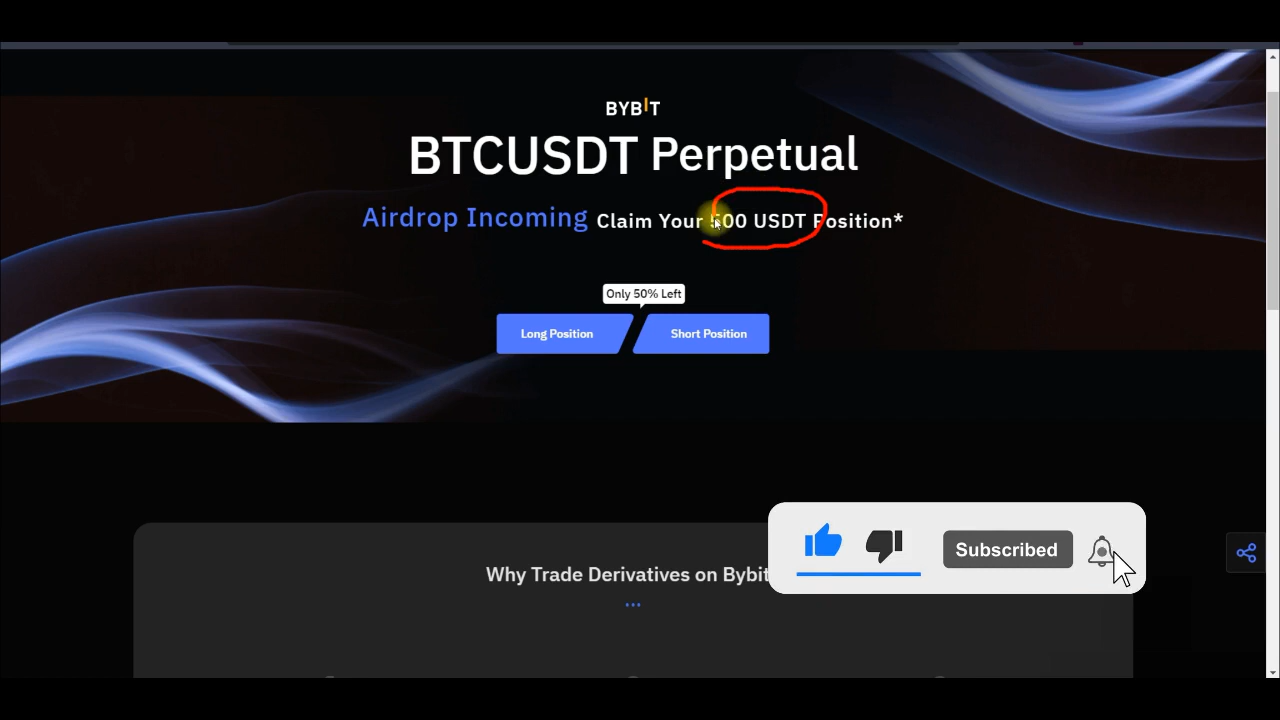 BYBIT
BTCUSDT Perpetual
Airdrop Incoming Claim Your 500 USDT Position*
Only 50% Left
Long Position Short Position
Why Trade Derivatives on Bybit
Subscribed